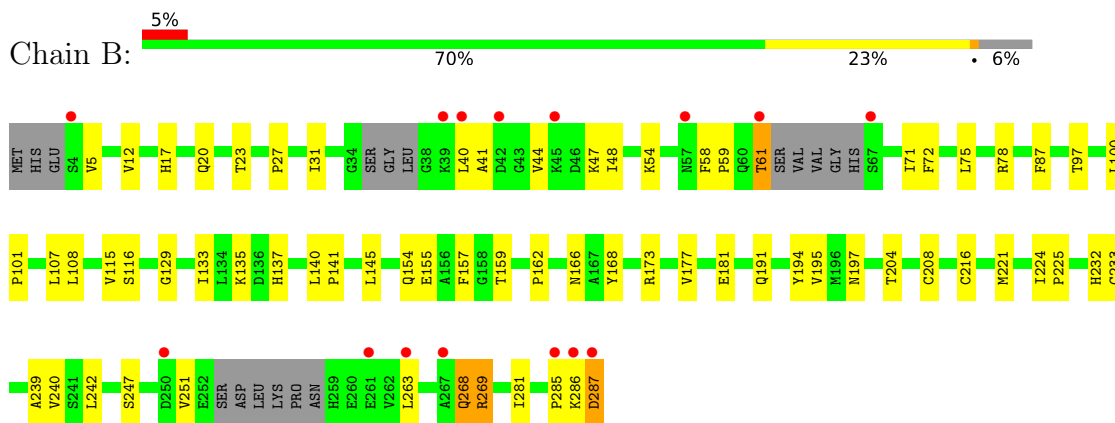 5%
Chain B:
70% 23% • 6%
MET HIS GLU S4 V5 V12 H17 Q20 T23 P27 I31 G34 SER GLY LEU G38 K39 L40 A41 D42 G43 V44 K45 D46 K47 I48 K54 N57 F58 P59 Q60 T61 SER VAL VAL GLY HIS S67 I71 F72 L75 R78 F87 T97 L100
P101 L107 L108 V115 S116 G129 I133 L134 K135 D136 H137 L140 P141 L145 Q154 E155 A156 F157 G158 T159 P162 N166 A167 Y168 R173 V177 E181 Q191 Y194 V195 M196 N197 T204 C208 C216 M221 I224 P225 H232 
A239 V240 S241 L242 S247 D250 V251 E252 SER ASP LEU LYS PRO ASN H259 E260 E261 V262 L263 A267 Q268 R269 I281 P285 K286 D287